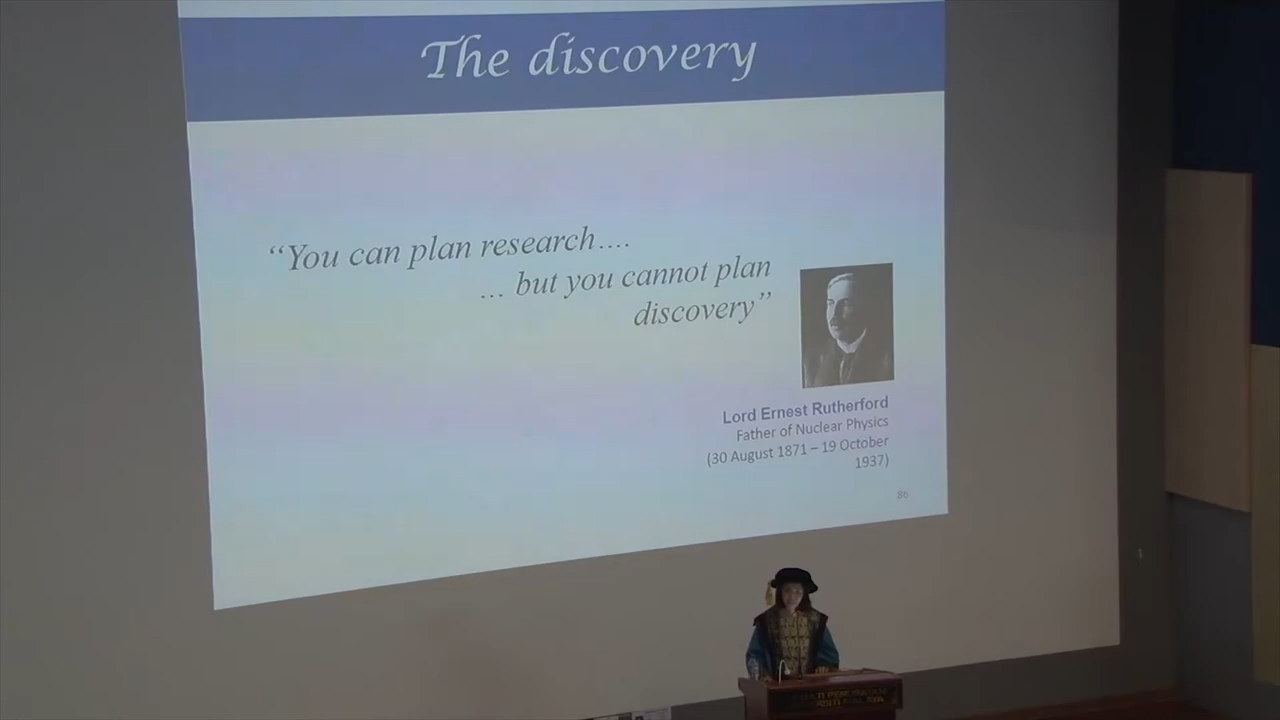 The discovery
“You can plan research....
... but you cannot plan
discovery”
Lord Ernest Rutherford
Father of Nuclear Physics
(30 August 1871 – 19 October
1937)
86